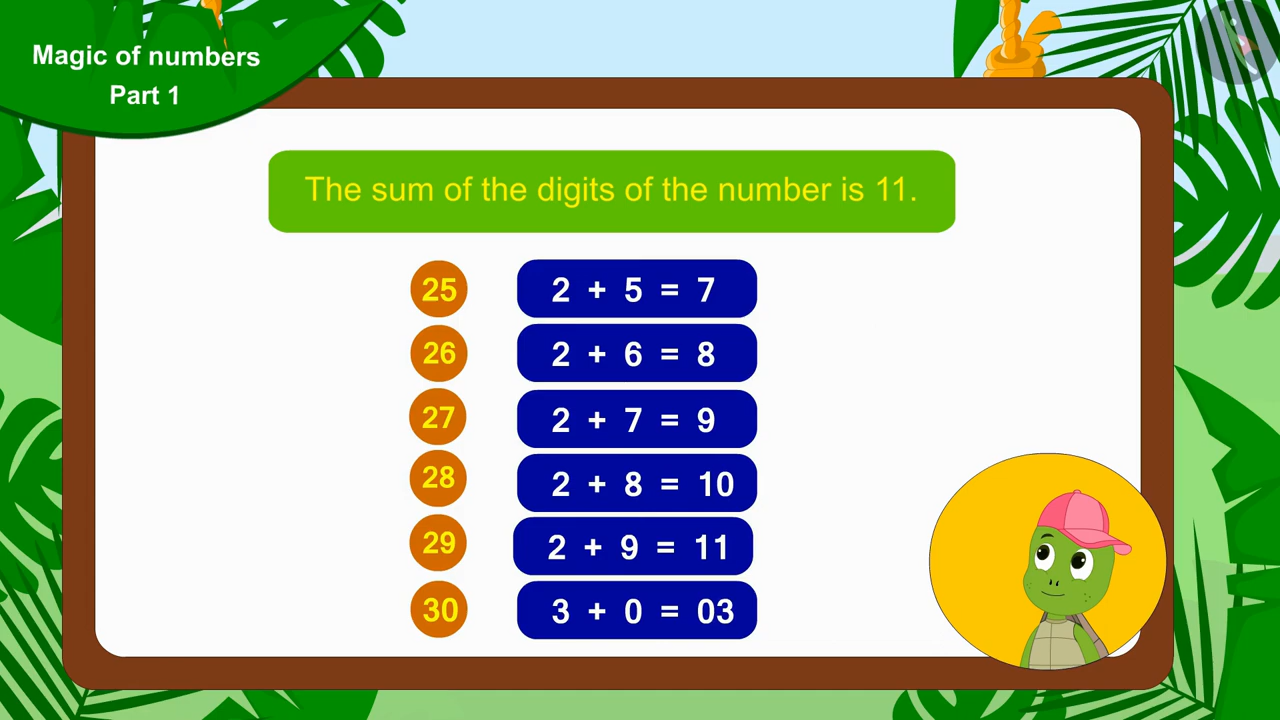 Magic of numbers
Part 1
The sum of the digits of the number is 11.
25 2 + 5 = 7
26 2 + 6 = 8
27 2 + 7 = 9
28 2 + 8 = 10
29 2 + 9 = 11
30 3 + 0 = 03